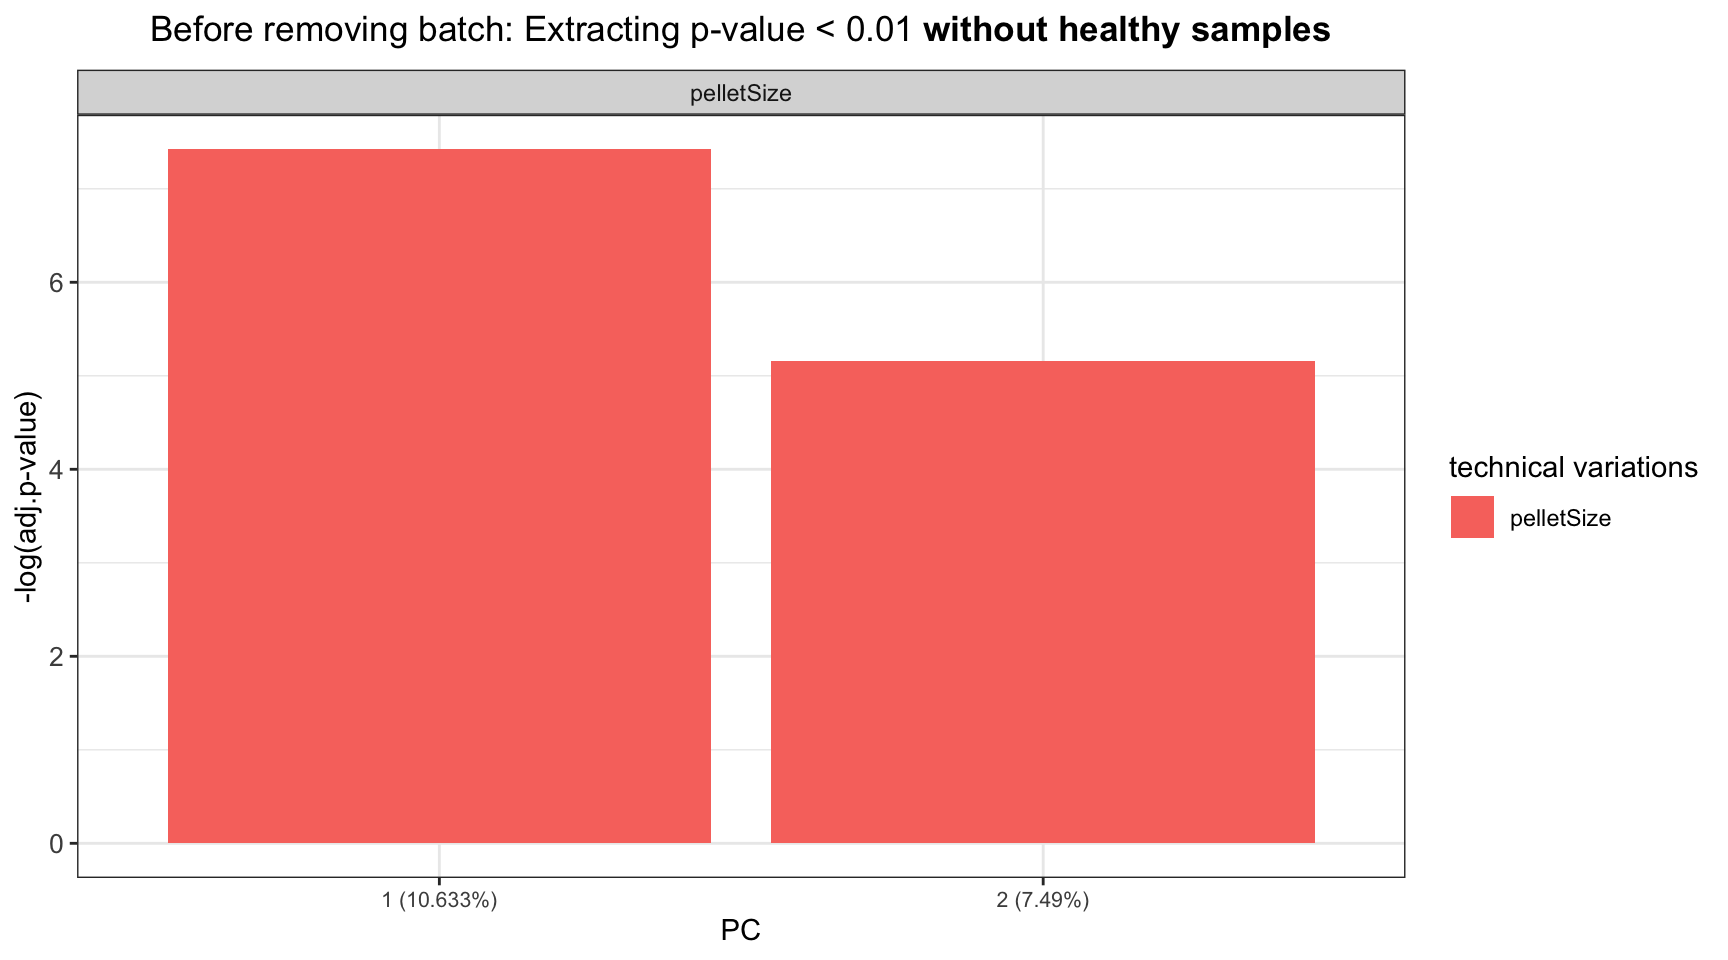 Before removing batch: Extracting p-value < 0.01 without healthy samples
pelletSize
6
4
2
0
-log(adj.p-value)
1 (10.633%)
2 (7.49%)
PC
technical variations
pelletSize